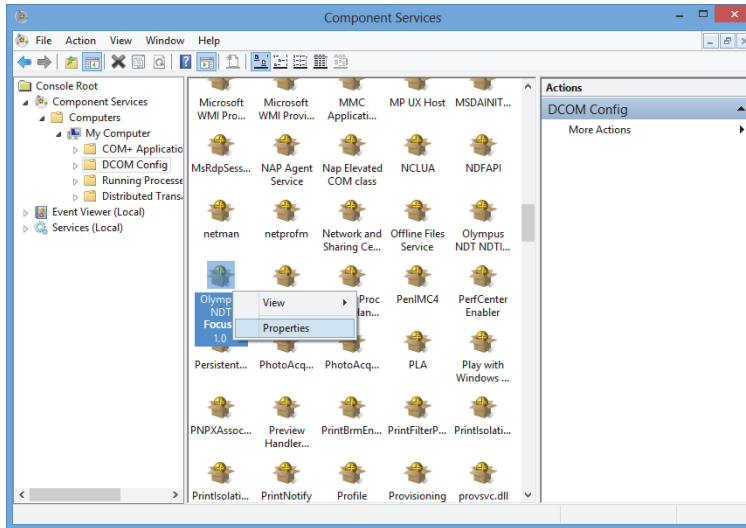 Component Services
File Action View Window Help
Console Root
Component Services
Computers
My Computer
COM+ Applicatio
DCOM Config
Running Processe
Distributed Transa
Event Viewer (Local)
Services (Local)
Microsoft WMI Pro...
Microsoft WMI Provi...
MMC Applicati...
MP UX Host
MSDAINIT...
MsRdpSess...
NAP Agent Service
Nap Elevated COM class
NCLUA
NDFAPI
netman
netprofm
Network and Sharing Ce...
Offline Files Service
Olympus NDT NDTI...
Olymp
NDT
Focus
1.0
View
Properties
Proc
lan...
PenIMC4
PerfCenter Enabler
Persistent...
PhotoAcq...
PhotoAcq...
PLA
Play with Windows ...
PNPXAssoc...
Preview Handler...
PrintBrmEn...
PrintFilterP...
PrintIsolati...
PrintIsolati...
PrintNotify
Profile
Provisioning
provsvc.dll
Actions
DCOM Config
More Actions